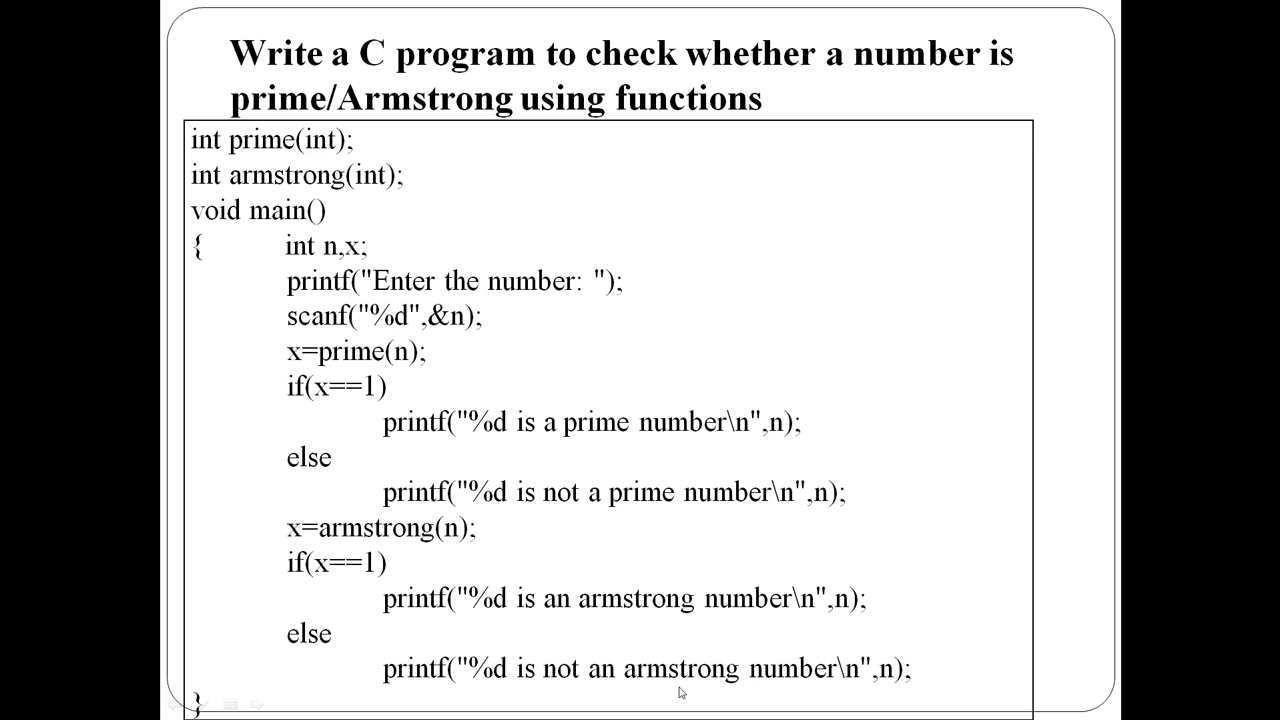 Write a C program to check whether a number is
prime/Armstrong using functions
int prime(int);
int armstrong(int);
void main()
{ int n,x;
printf("Enter the number: ");
scanf("%d",&n);
x=prime(n);
if(x==1)
printf("%d is a prime number\n",n);
else
printf("%d is not a prime number\n",n);
x=armstrong(n);
if(x==1)
printf("%d is an armstrong number\n",n);
else
printf("%d is not an armstrong number\n",n);
}